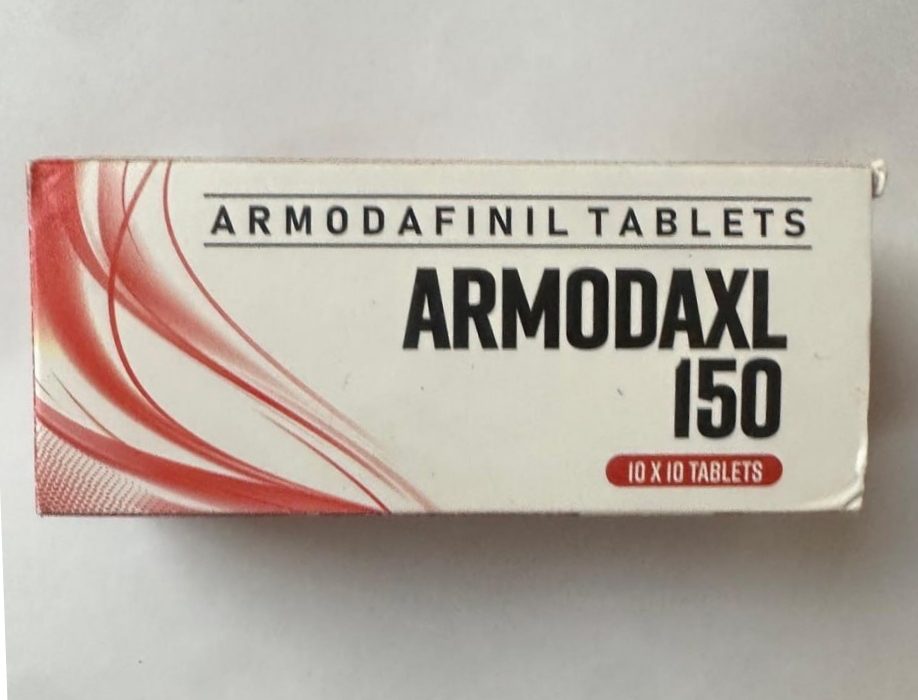 ARMODAFINIL TABLETS
ARMODAXL
150
10 X 10 TABLETS